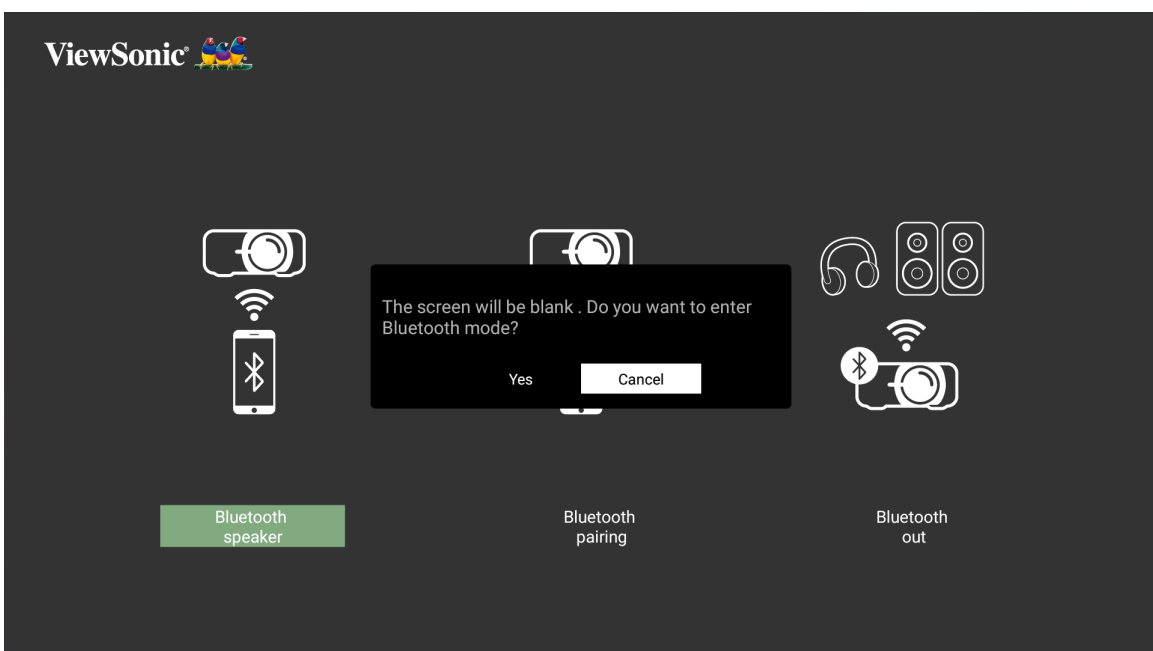 ViewSonic®
The screen will be blank . Do you want to enter
Bluetooth mode?
Yes
Cancel
Bluetooth
speaker
Bluetooth
pairing
Bluetooth
out